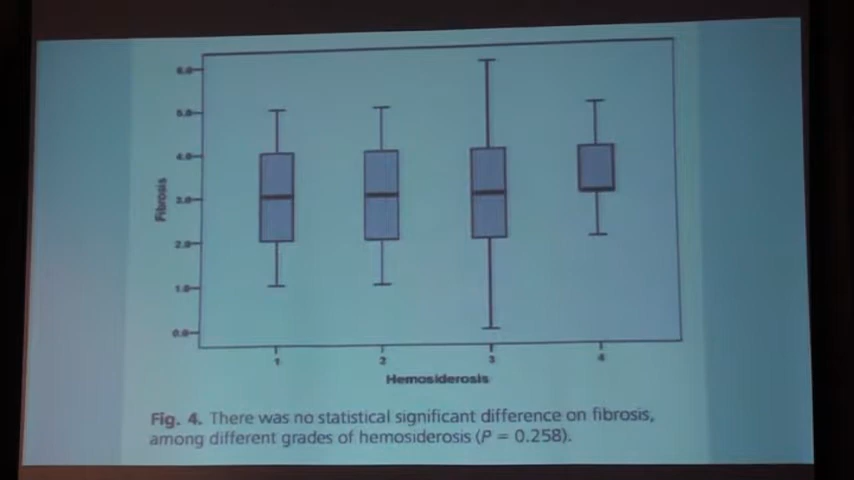 6.0
5.0
4.0
3.0
2.0
1.0
0.0
Fibrosis
1
2
3
4
Hemosiderosis
Fig. 4. There was no statistical significant difference on fibrosis,
among different grades of hemosiderosis (P = 0.258).